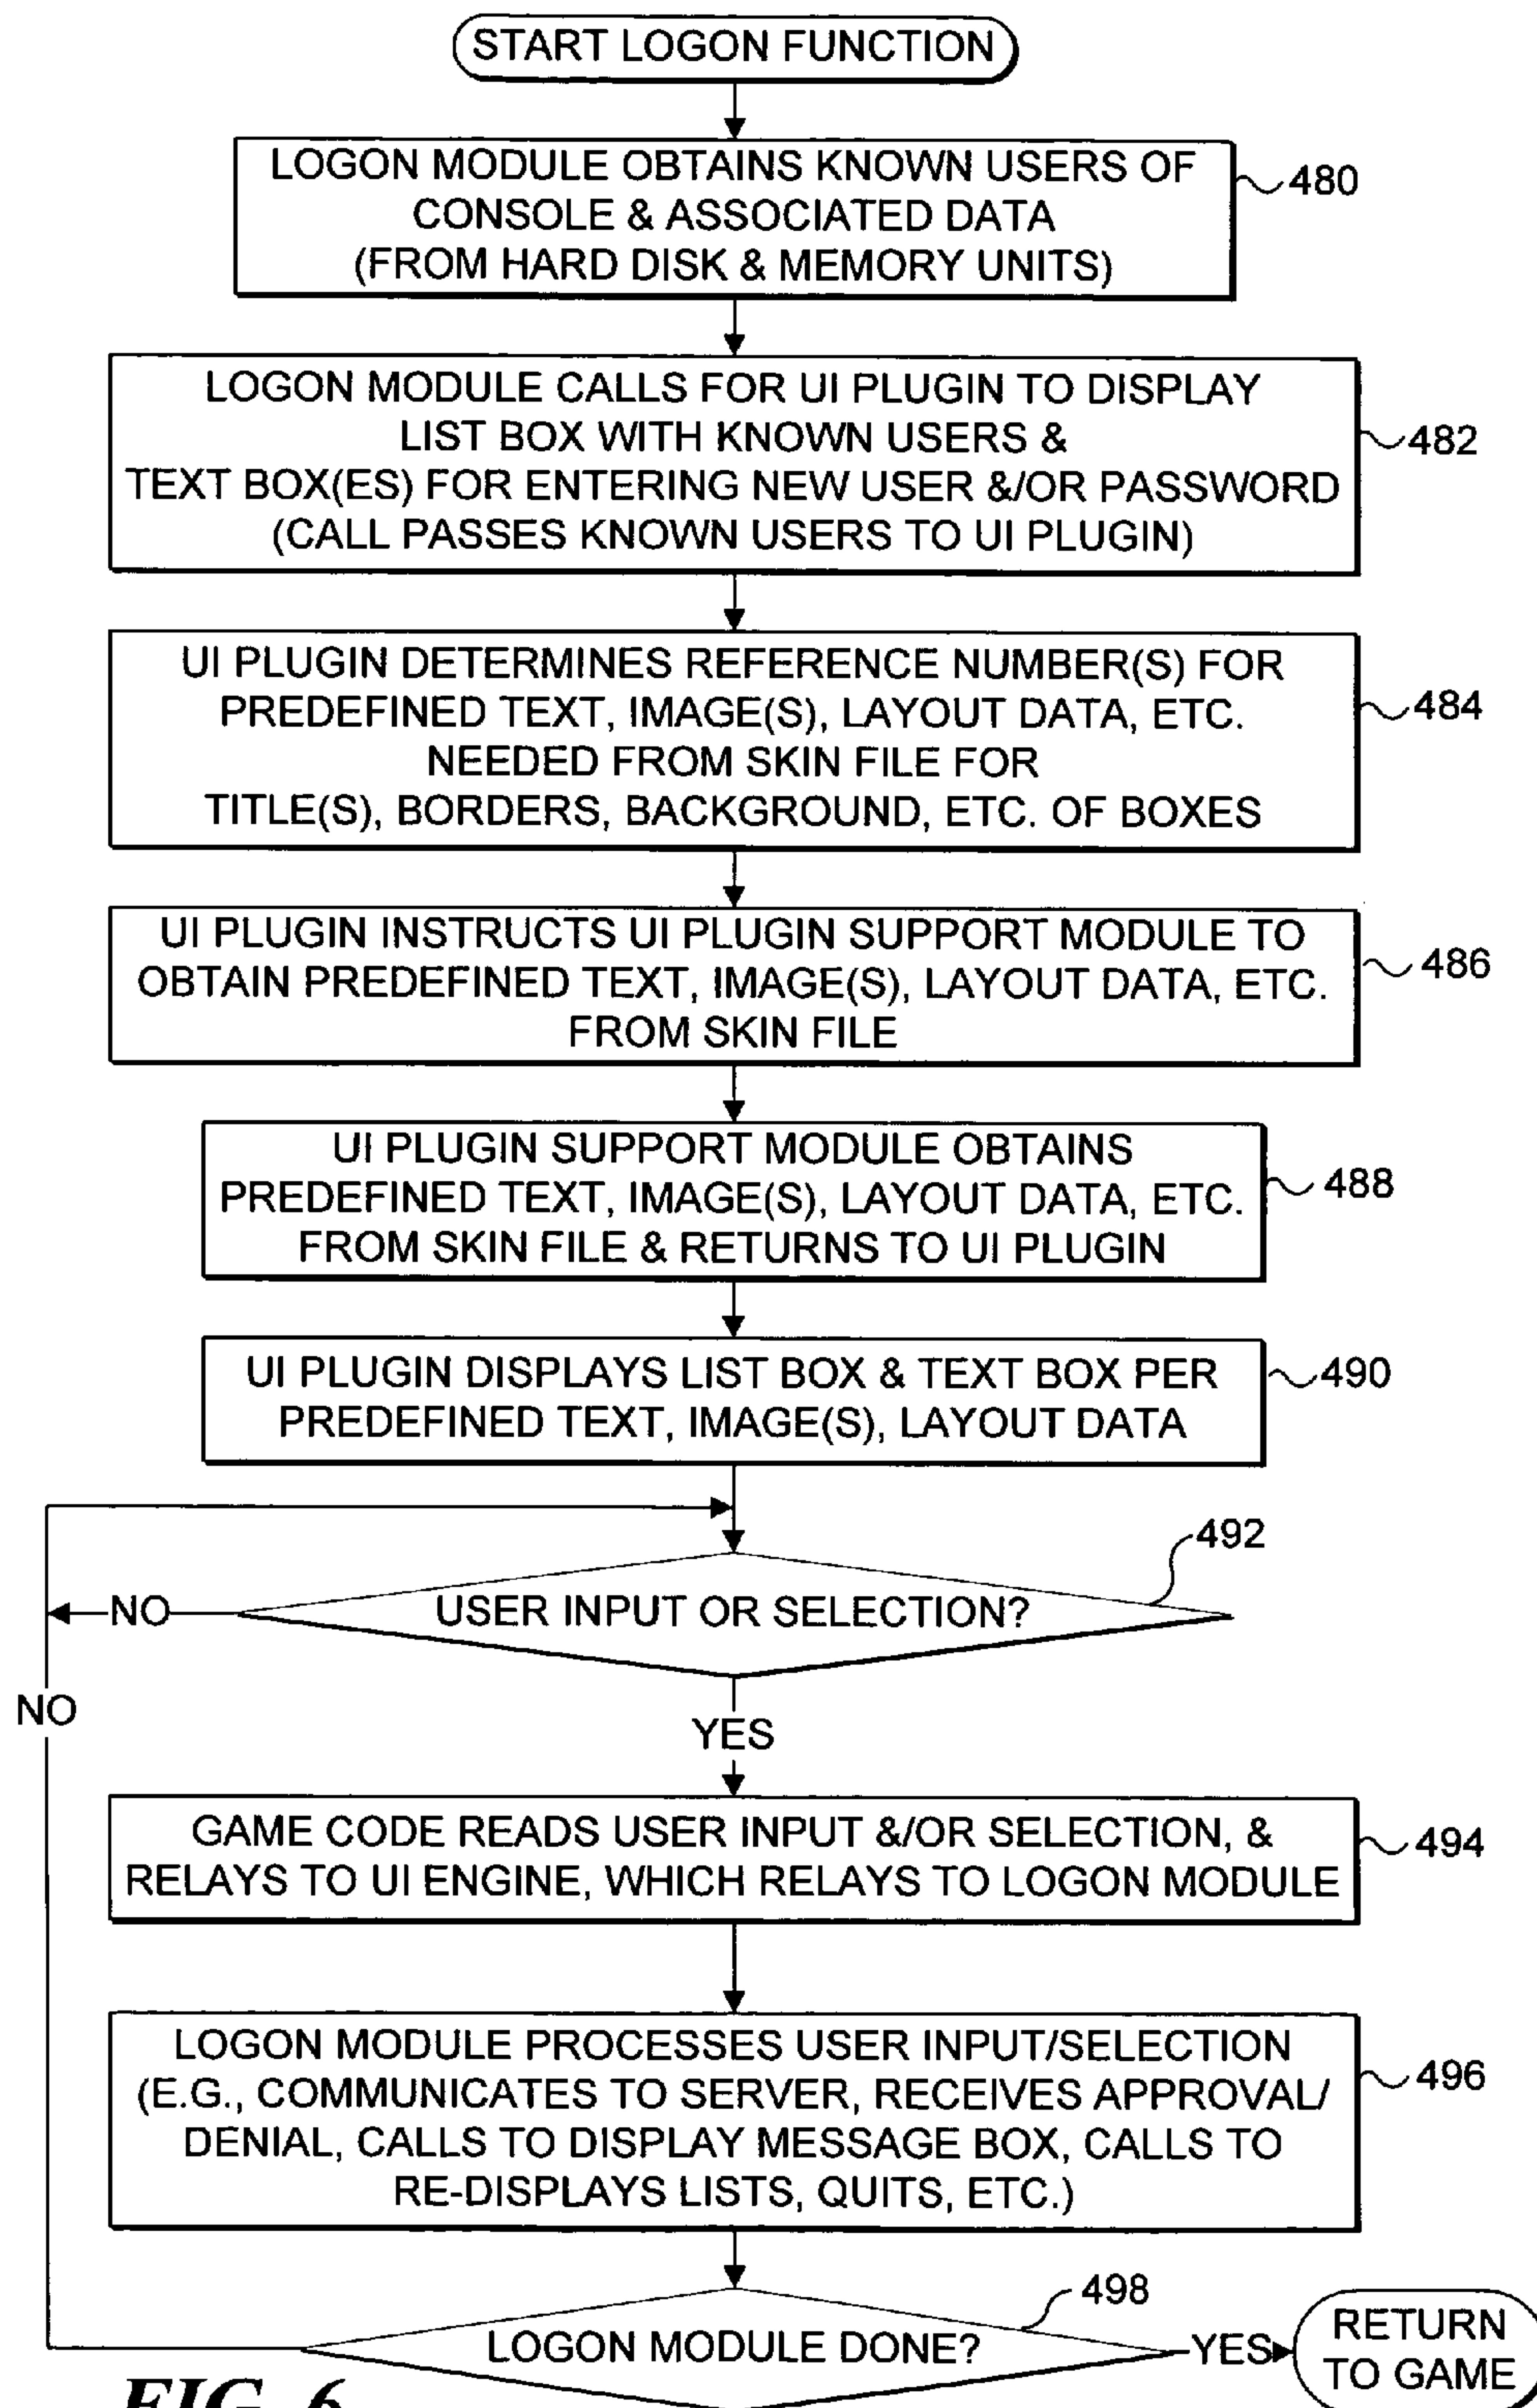 START LOGON FUNCTION
LOGON MODULE OBTAINS KNOWN USERS OF
CONSOLE & ASSOCIATED DATA
(FROM HARD DISK & MEMORY UNITS)
480
LOGON MODULE CALLS FOR UI PLUGIN TO DISPLAY
LIST BOX WITH KNOWN USERS &
TEXT BOX(ES) FOR ENTERING NEW USER &/OR PASSWORD
(CALL PASSES KNOWN USERS TO UI PLUGIN)
482
UI PLUGIN DETERMINES REFERENCE NUMBER(S) FOR
PREDEFINED TEXT, IMAGE(S), LAYOUT DATA, ETC.
NEEDED FROM SKIN FILE FOR
TITLE(S), BORDERS, BACKGROUND, ETC. OF BOXES
484
UI PLUGIN INSTRUCTS UI PLUGIN SUPPORT MODULE TO
OBTAIN PREDEFINED TEXT, IMAGE(S), LAYOUT DATA, ETC.
FROM SKIN FILE
486
UI PLUGIN SUPPORT MODULE OBTAINS
PREDEFINED TEXT, IMAGE(S), LAYOUT DATA, ETC.
FROM SKIN FILE & RETURNS TO UI PLUGIN
488
UI PLUGIN DISPLAYS LIST BOX & TEXT BOX PER
PREDEFINED TEXT, IMAGE(S), LAYOUT DATA
490
492
NO
USER INPUT OR SELECTION?
NO
YES
GAME CODE READS USER INPUT &/OR SELECTION, &
RELAYS TO UI ENGINE, WHICH RELAYS TO LOGON MODULE
494
LOGON MODULE PROCESSES USER INPUT/SELECTION
(E.G., COMMUNICATES TO SERVER, RECEIVES APPROVAL/
DENIAL, CALLS TO DISPLAY MESSAGE BOX, CALLS TO
RE-DISPLAYS LISTS, QUITS, ETC.)
496
498
LOGON MODULE DONE?
YES
RETURN
TO GAME
FIG. 6